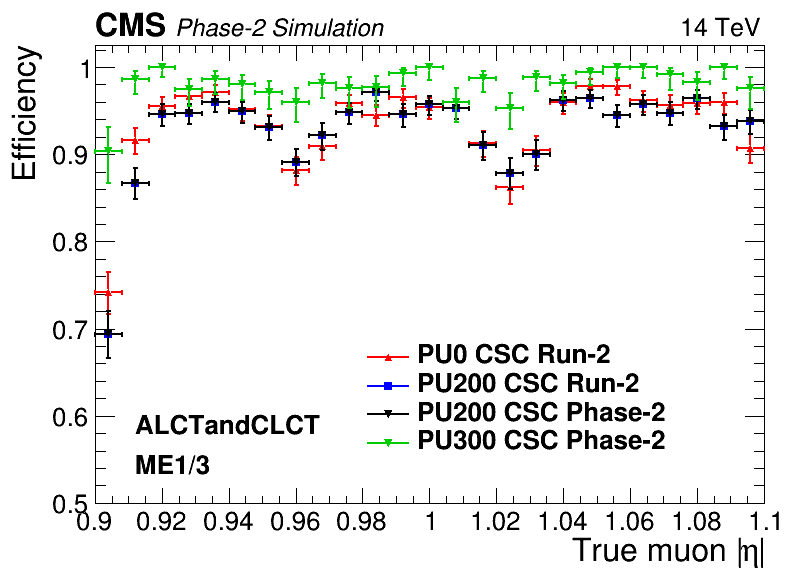 CMS Phase-2 Simulation 14 TeV
Efficiency
1
0.9
0.8
0.7
0.6
0.5
PU0 CSC Run-2
PU200 CSC Run-2
PU200 CSC Phase-2
PU300 CSC Phase-2
ALCTandCLCT
ME1/3
0.9 0.92 0.94 0.96 0.98 1 1.02 1.04 1.06 1.08 1.1
True muon |η|